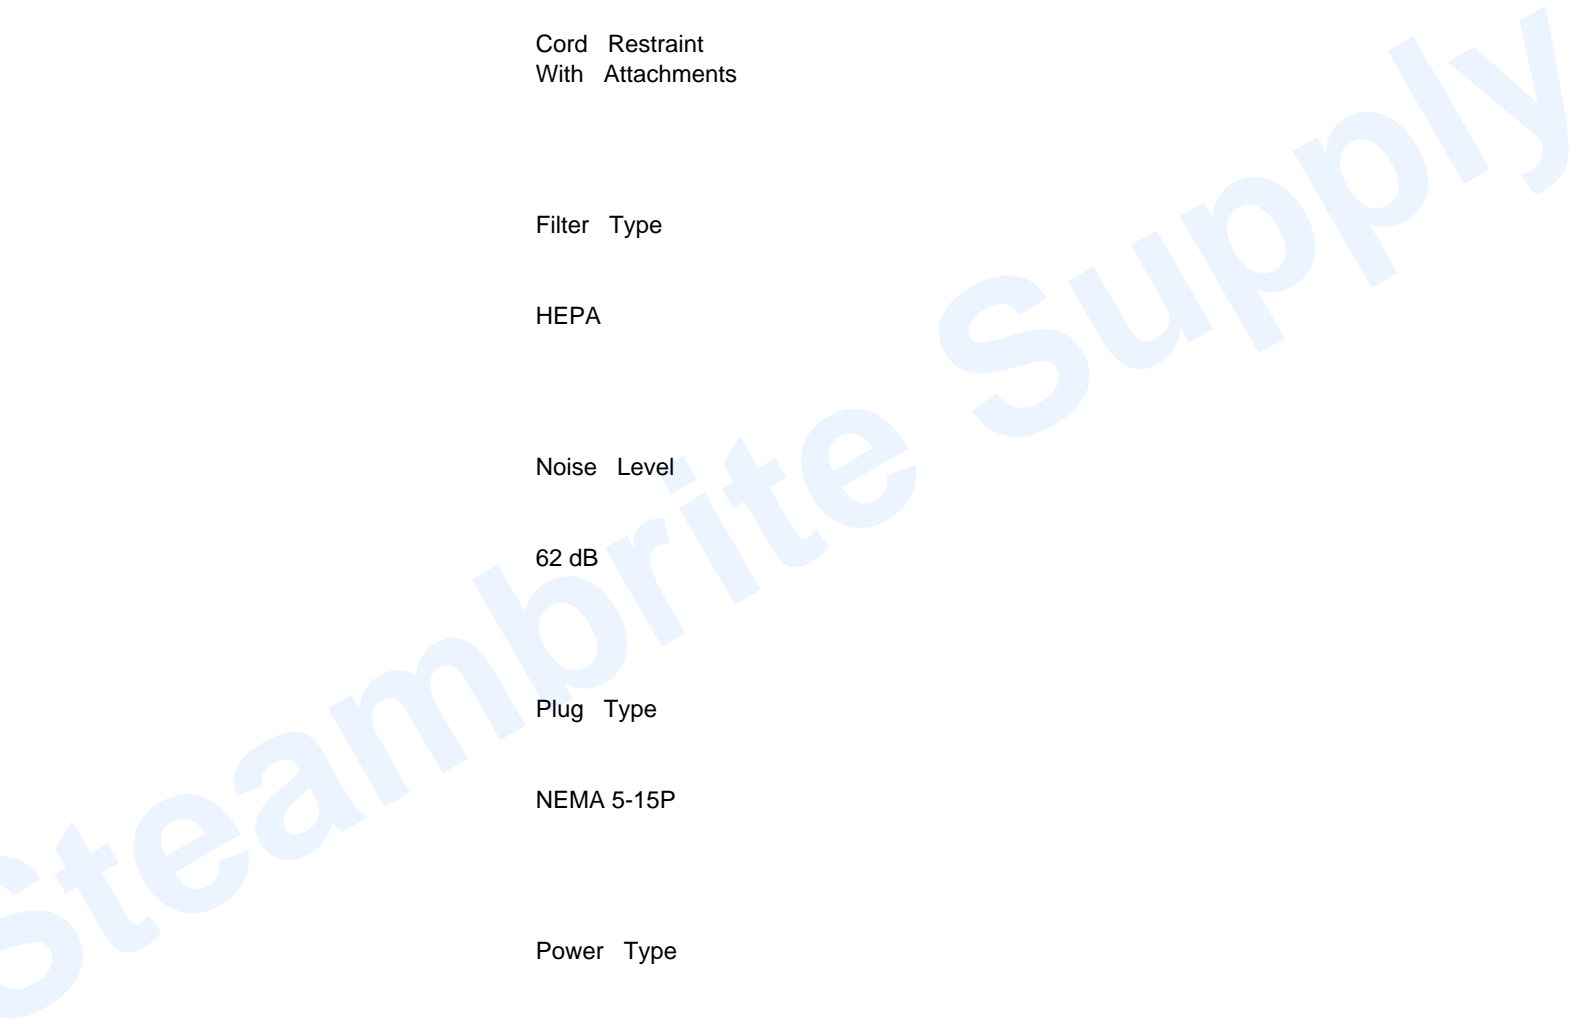 Cord Restraint
With Attachments
Filter Type
HEPA
Noise Level
62 dB
Plug Type
NEMA 5-15P
Power Type
Steambrite Supply